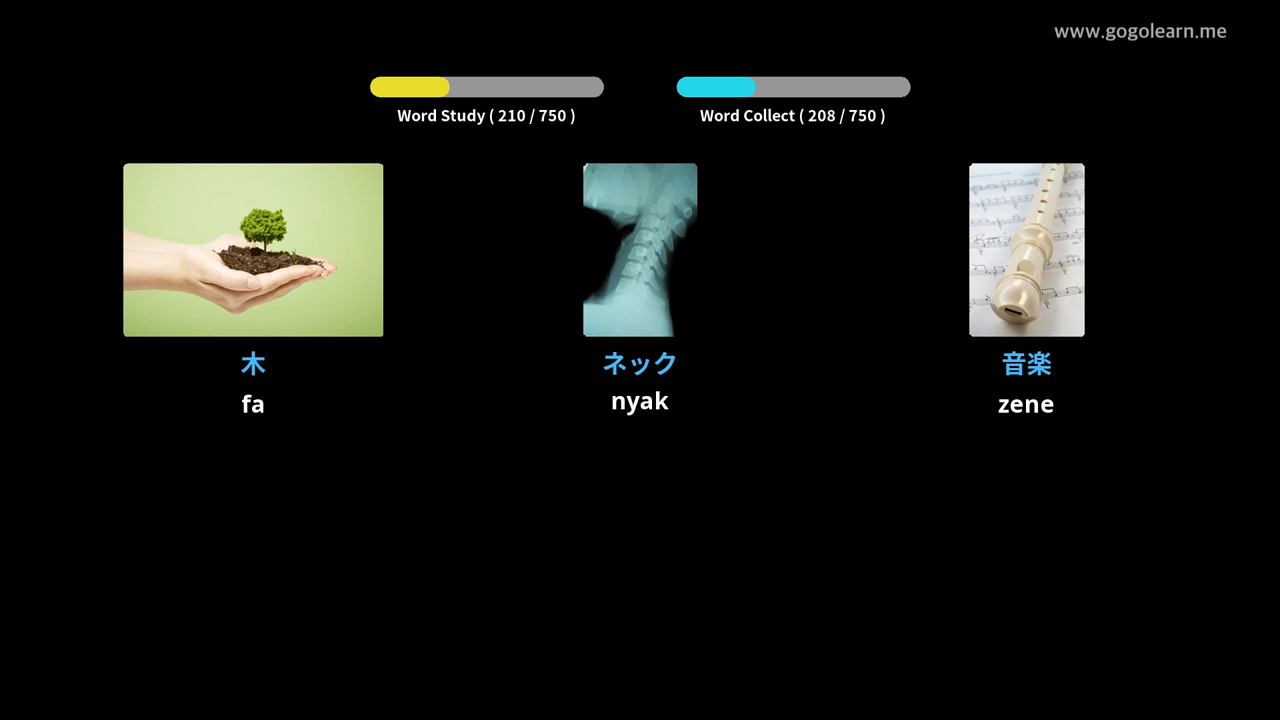 www.gogolearn.me
Word Study ( 210 / 750 )
Word Collect ( 208 / 750 )
木
ネック
音楽
fa
nyak
zene